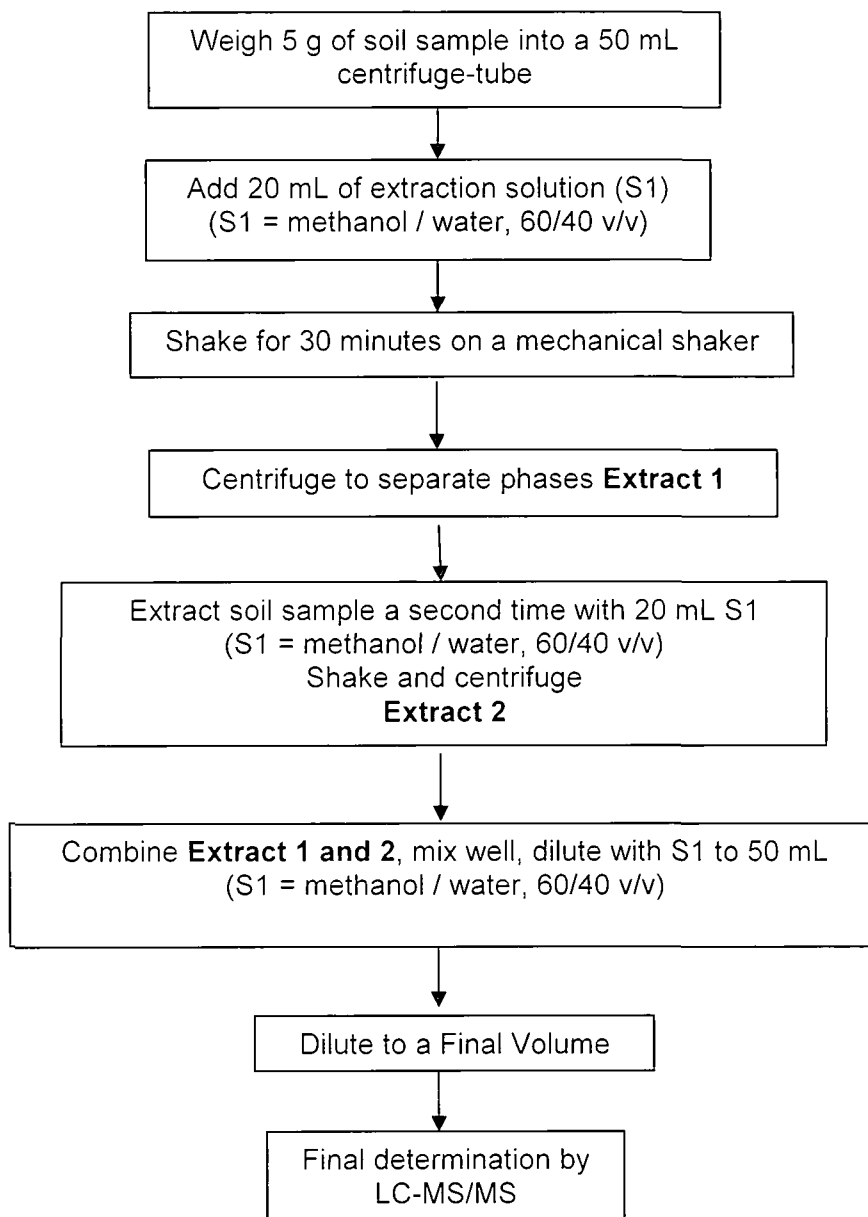 Weigh 5 g of soil sample into a 50 mL
centrifuge-tube
Add 20 mL of extraction solution (S1)
(S1 = methanol / water, 60/40 v/v)
Shake for 30 minutes on a mechanical shaker
Centrifuge to separate phases Extract 1
Extract soil sample a second time with 20 mL S1
(S1 = methanol / water, 60/40 v/v)
Shake and centrifuge
Extract 2
Combine Extract 1 and 2, mix well, dilute with S1 to 50 mL
(S1 = methanol / water, 60/40 v/v)
Dilute to a Final Volume
Final determination by
LC-MS/MS